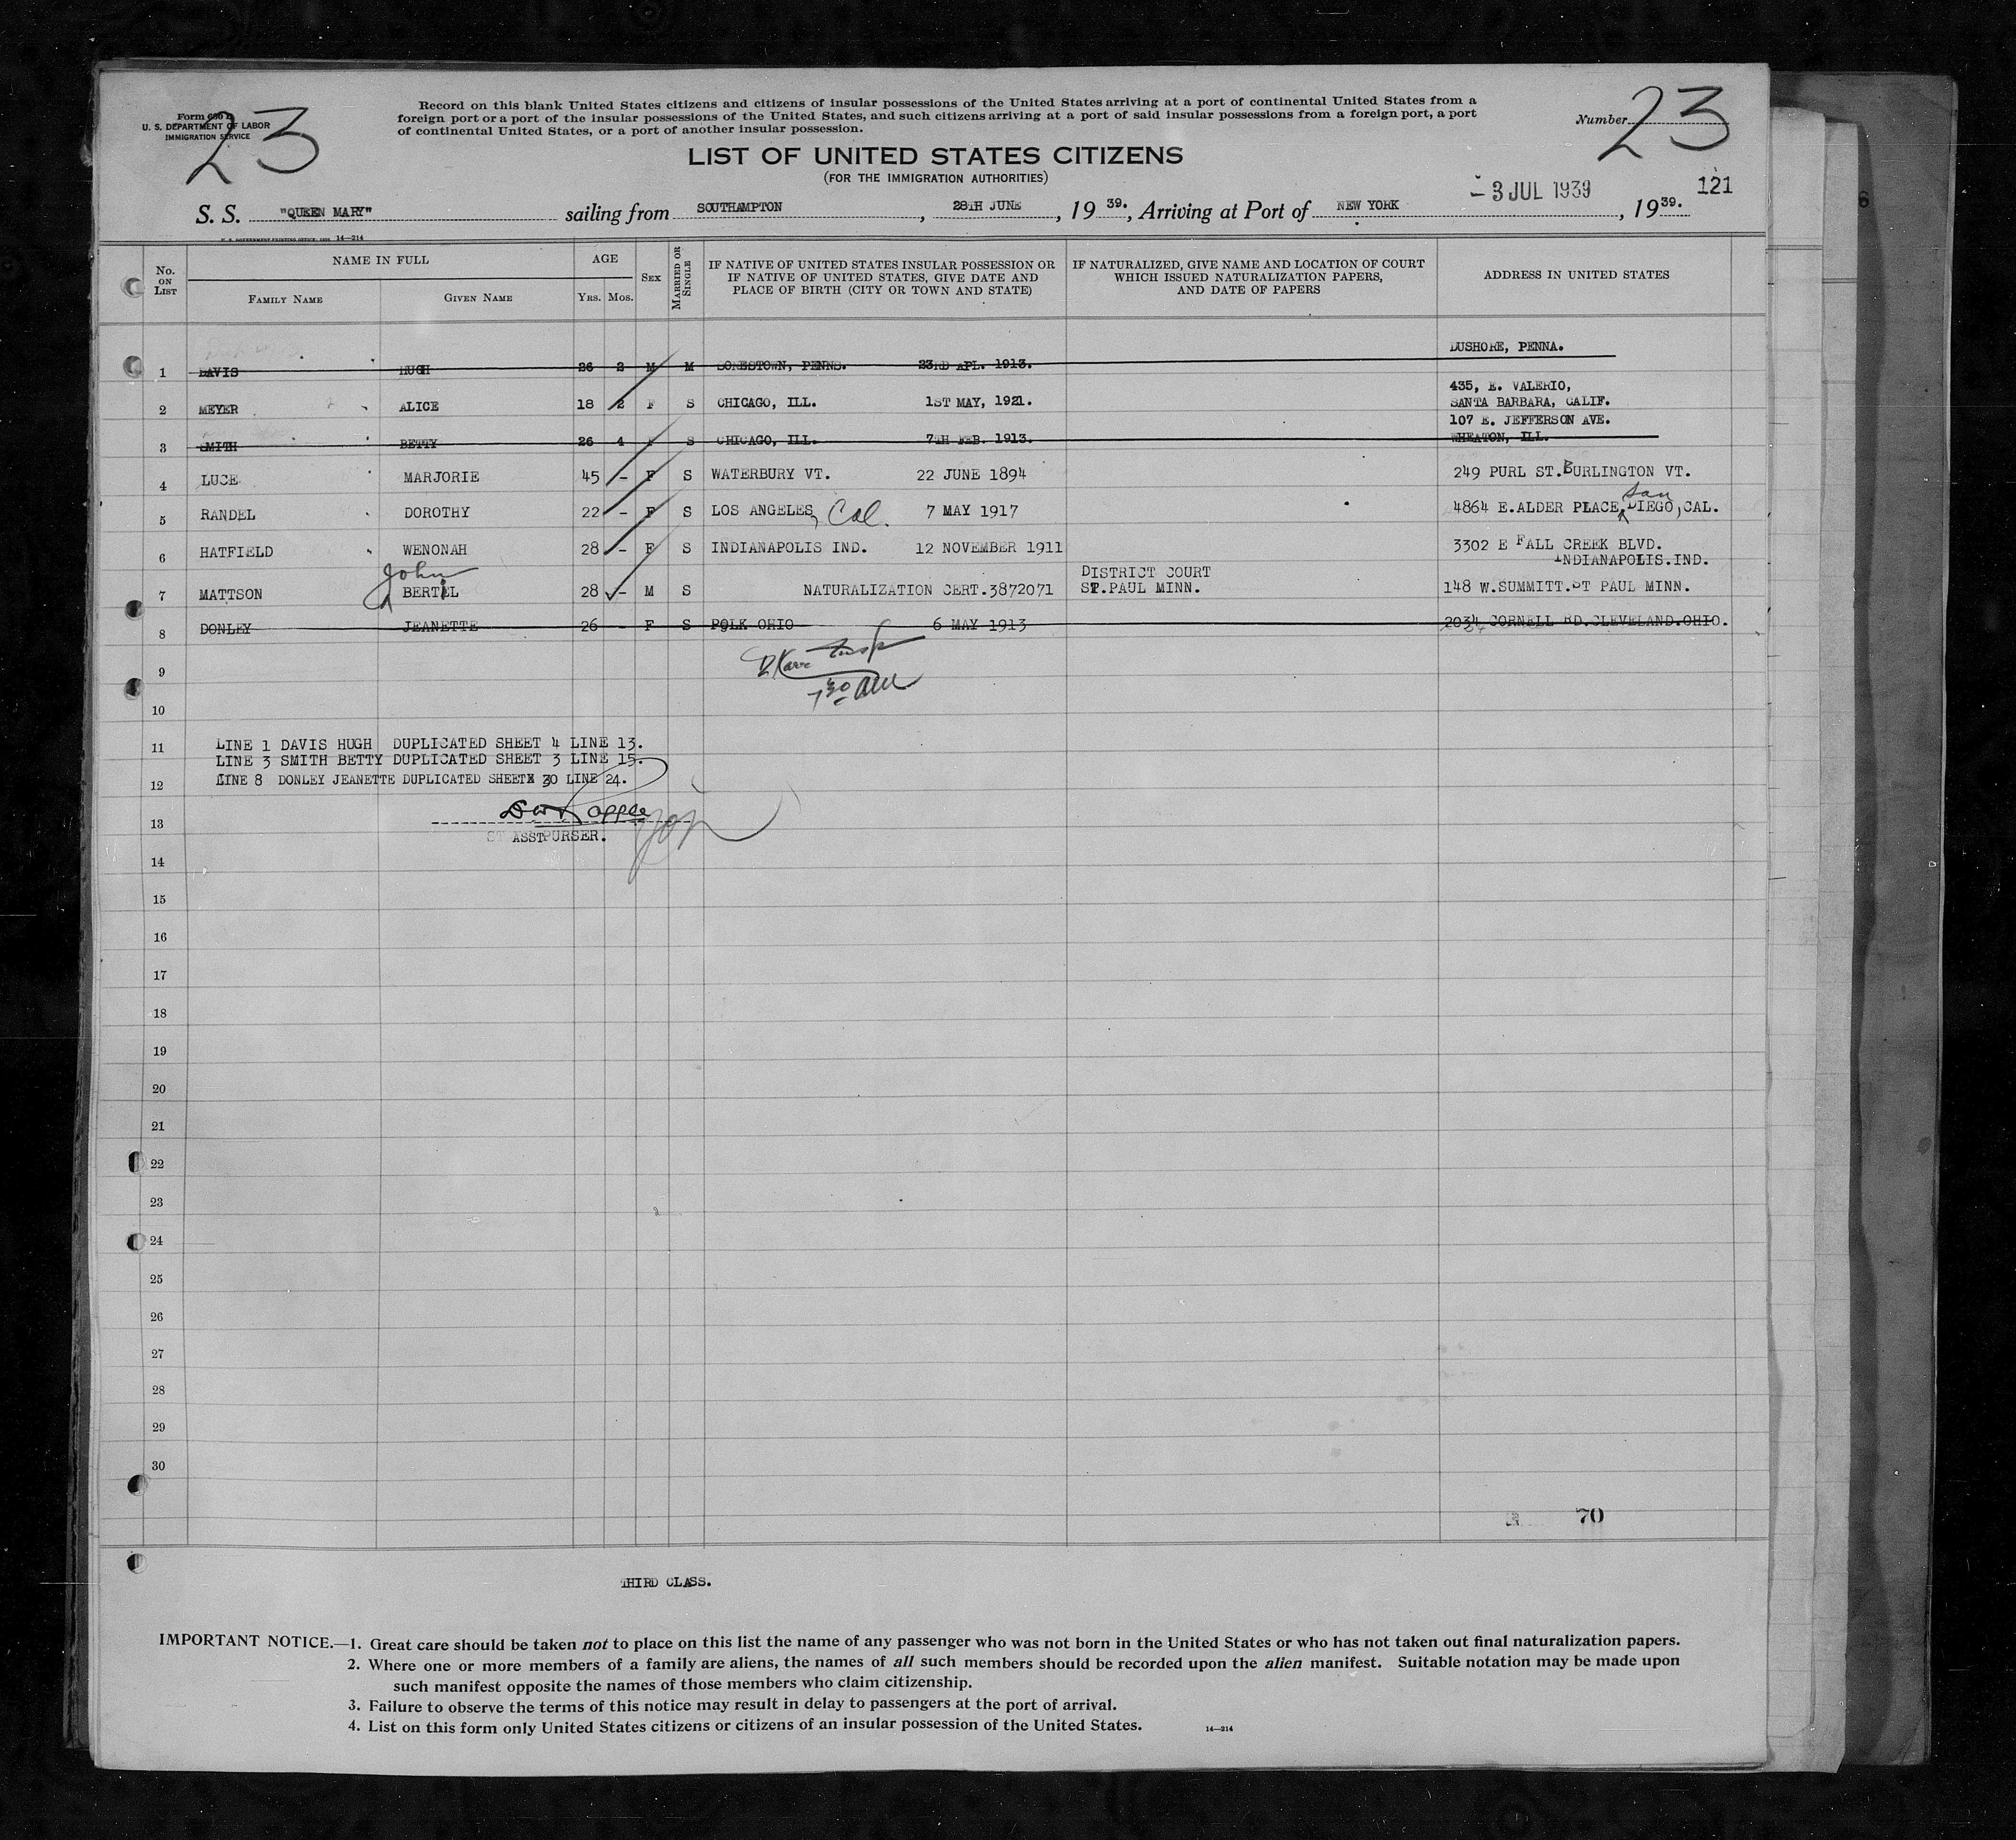 23
Form 630 B
U. S. DEPARTMENT OF LABOR
IMMIGRATION SERVICE
Record on this blank United States citizens and citizens of insular possessions of the United States arriving at a port of continental United States from a
foreign port or a port of the insular possessions of the United States, and such citizens arriving at a port of said insular possessions from a foreign port, a port
of continental United States, or a port of another insular possession.
Number 23
LIST OF UNITED STATES CITIZENS
(FOR THE IMMIGRATION AUTHORITIES)
- 3 JUL 1939 121
S. S. "QUEEN MARY" sailing from SOUTHAMPTON, 28TH JUNE, 19 39., Arriving at Port of NEW YORK, 19 39.
14—214
No. ON LIST
NAME IN FULL
FAMILY NAME GIVEN NAME
AGE
YRS. MOS.
SEX
MARRIED OR SINGLE
IF NATIVE OF UNITED STATES INSULAR POSSESSION OR
IF NATIVE OF UNITED STATES, GIVE DATE AND
PLACE OF BIRTH (CITY OR TOWN AND STATE)
IF NATURALIZED, GIVE NAME AND LOCATION OF COURT
WHICH ISSUED NATURALIZATION PAPERS,
AND DATE OF PAPERS
ADDRESS IN UNITED STATES
1 DAVIS HUGH 26 2 M M SONESTOWN, PENNS. 23RD APL. 1913. DUSHORE, PENNA.
2 MEYER ALICE 18 2 F S CHICAGO, ILL. 1ST MAY, 1921. 435, E. VALERIO,
SANTA BARBARA, CALIF.
3 SMITH BETTY 26 4 F S CHICAGO, ILL. 7TH FEB. 1913. 107 E. JEFFERSON AVE.
WHEATON, ILL.
4 LUCE MARJORIE 45 - F S WATERBURY VT. 22 JUNE 1894 249 PURL ST.BURLINGTON VT.
5 RANDEL DOROTHY 22 - F S LOS ANGELES, Cal. 7 MAY 1917 4864 E.ALDER PLACE, San DIEGO, CAL.
6 HATFIELD WENONAH 28 - F S INDIANAPOLIS IND. 12 NOVEMBER 1911 3302 E FALL CREEK BLVD.
INDIANAPOLIS.IND.
7 MATTSON John BERTIL 28 - M S NATURALIZATION CERT.3872071 DISTRICT COURT
ST.PAUL MINN. 148 W.SUMMITT.ST PAUL MINN.
8 DONLEY JEANETTE 26 - F S POLK OHIO 6 MAY 1913 2034 CORNELL RD.CLEVELAND.OHIO.
9
7 30 AM
10
11 LINE 1 DAVIS HUGH DUPLICATED SHEET 4 LINE 13.
LINE 3 SMITH BETTY DUPLICATED SHEET 3 LINE 15.
12 LINE 8 DONLEY JEANETTE DUPLICATED SHEET 30 LINE 24.
13
ASST PURSER.
14
15
16
17
18
19
20
21
22
23
24
25
26
27
28
29
30
70
THIRD CLASS.
IMPORTANT NOTICE.—1. Great care should be taken not to place on this list the name of any passenger who was not born in the United States or who has not taken out final naturalization papers.
2. Where one or more members of a family are aliens, the names of all such members should be recorded upon the alien manifest. Suitable notation may be made upon
such manifest opposite the names of those members who claim citizenship.
3. Failure to observe the terms of this notice may result in delay to passengers at the port of arrival.
4. List on this form only United States citizens or citizens of an insular possession of the United States.
14—214